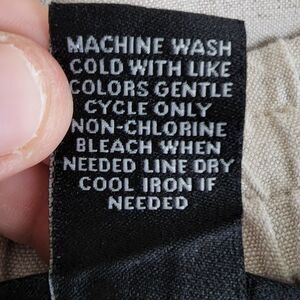 MACHINE WASH
COLD WITH LIKE
COLORS GENTLE
CYCLE ONLY
NON-CHLORINE
BLEACH WHEN
NEEDED LINE DRY
COOL IRON IF
NEEDED